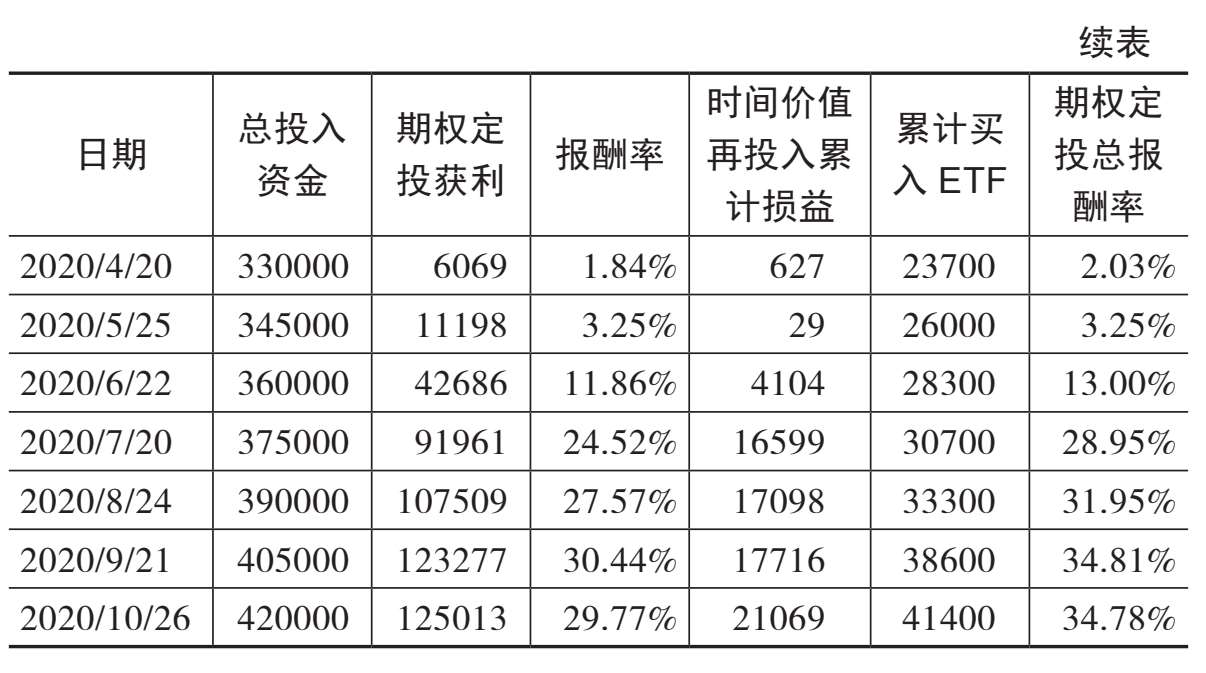 续表
日期 总投入资金 期权定投获利 报酬率 时间价值再投入累计损益 累计买入 ETF 期权定投总报酬率
2020/4/20 330000 6069 1.84% 627 23700 2.03%
2020/5/25 345000 11198 3.25% 29 26000 3.25%
2020/6/22 360000 42686 11.86% 4104 28300 13.00%
2020/7/20 375000 91961 24.52% 16599 30700 28.95%
2020/8/24 390000 107509 27.57% 17098 33300 31.95%
2020/9/21 405000 123277 30.44% 17716 38600 34.81%
2020/10/26 420000 125013 29.77% 21069 41400 34.78%